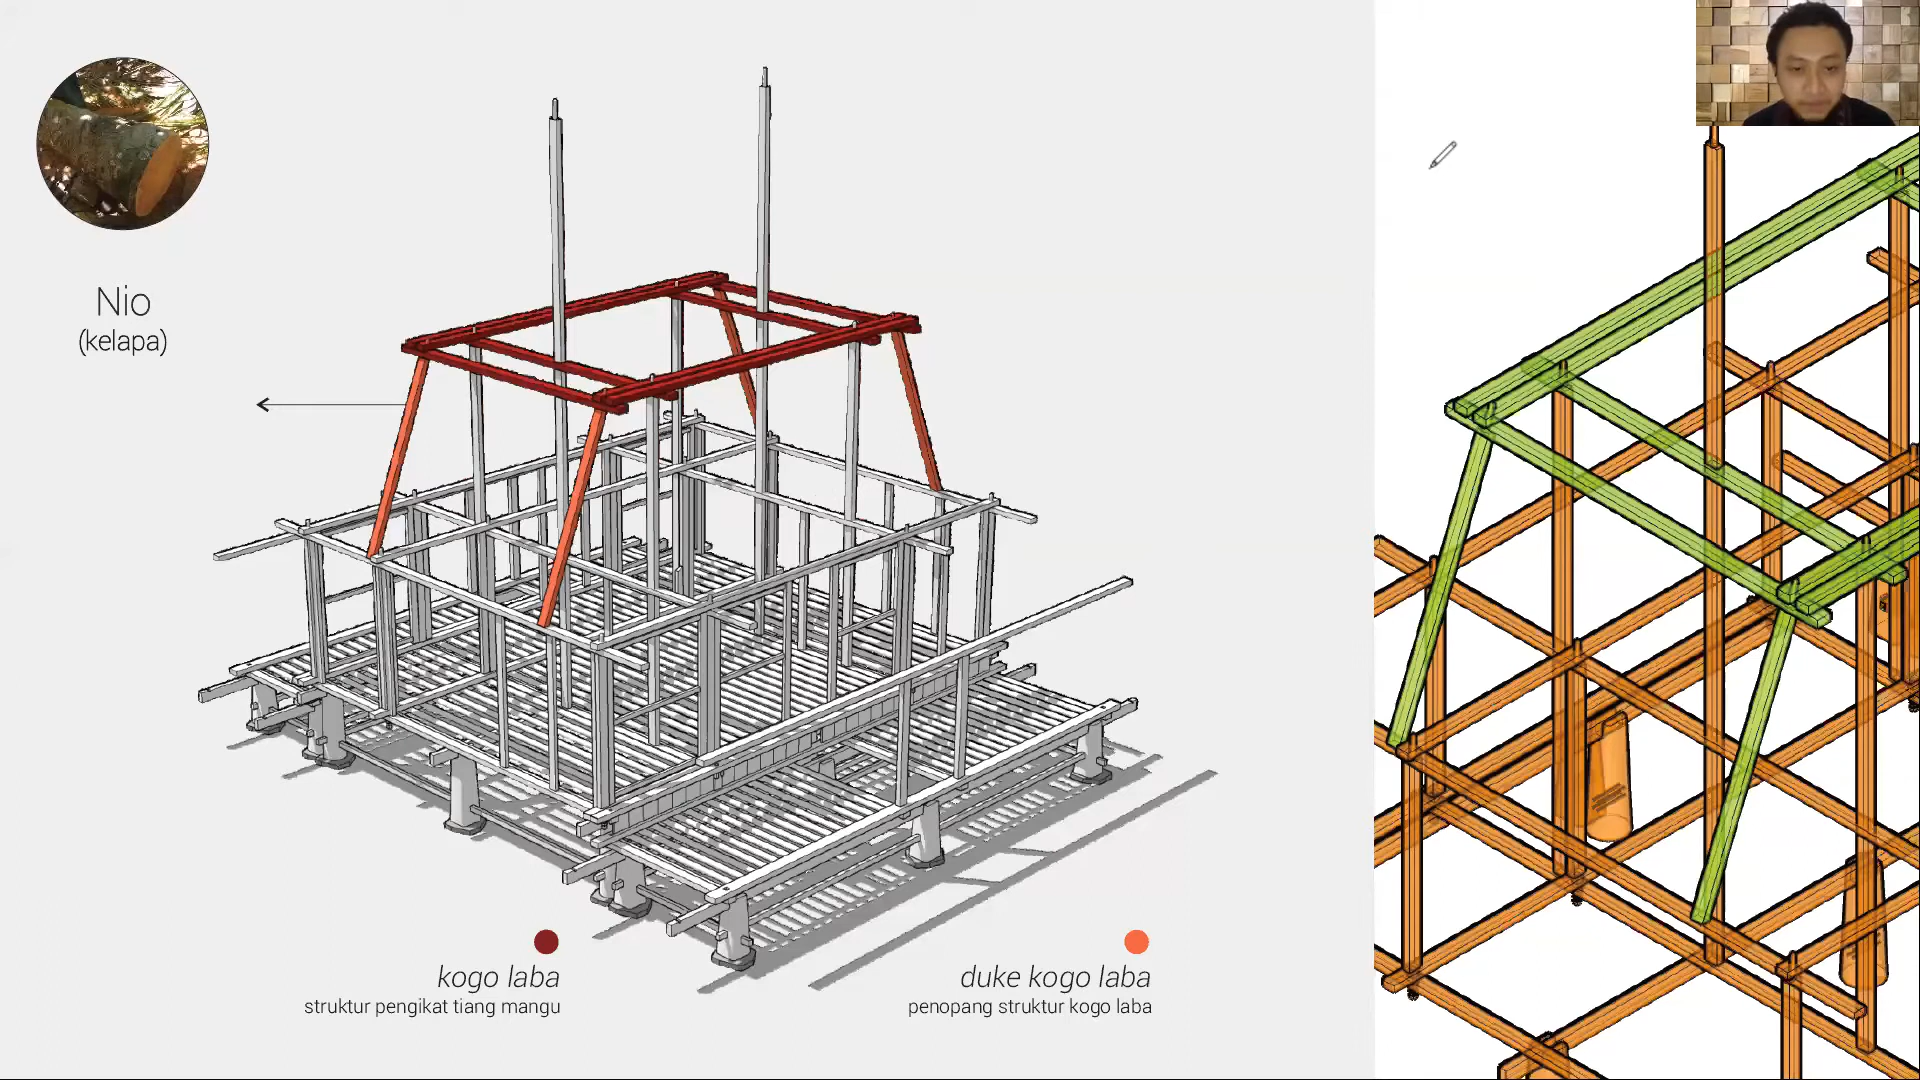 Nio
(kelapa)
kogo laba
struktur pengikat tiang mangu
duke kogo laba
penopang struktur kogo laba